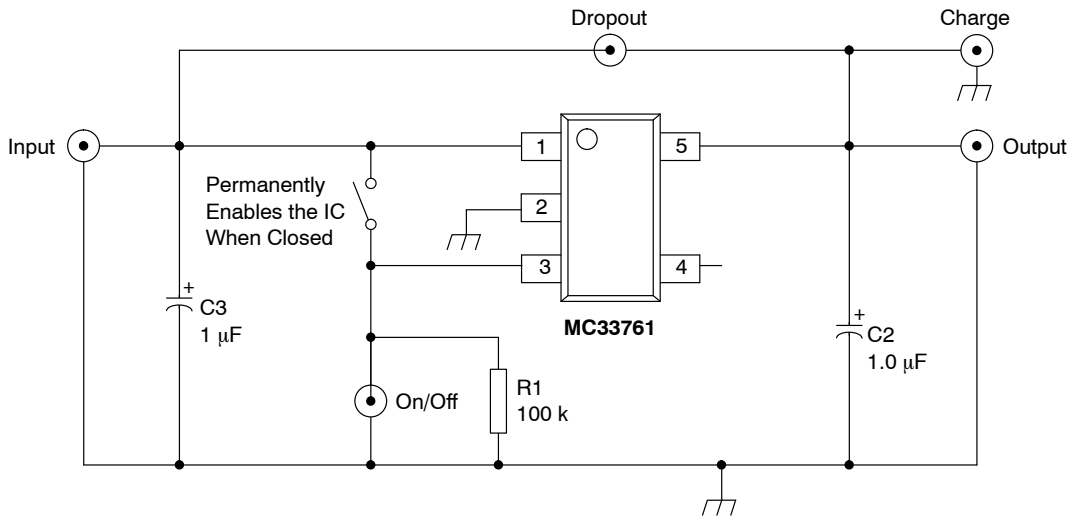 Dropout
Charge
Input
1
5
Output
Permanently
Enables the IC
When Closed
2
3
4
+
C3
1 μF
MC33761
+
C2
1.0 μF
On/Off
R1
100 k